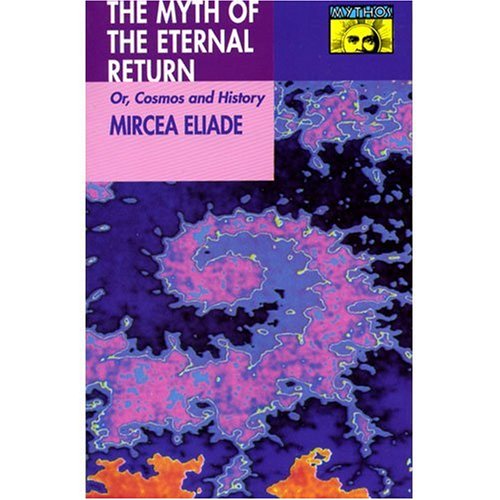 THE MYTH OF
THE ETERNAL
RETURN
Or, Cosmos and History
MIRCEA ELIADE
MYTHOS